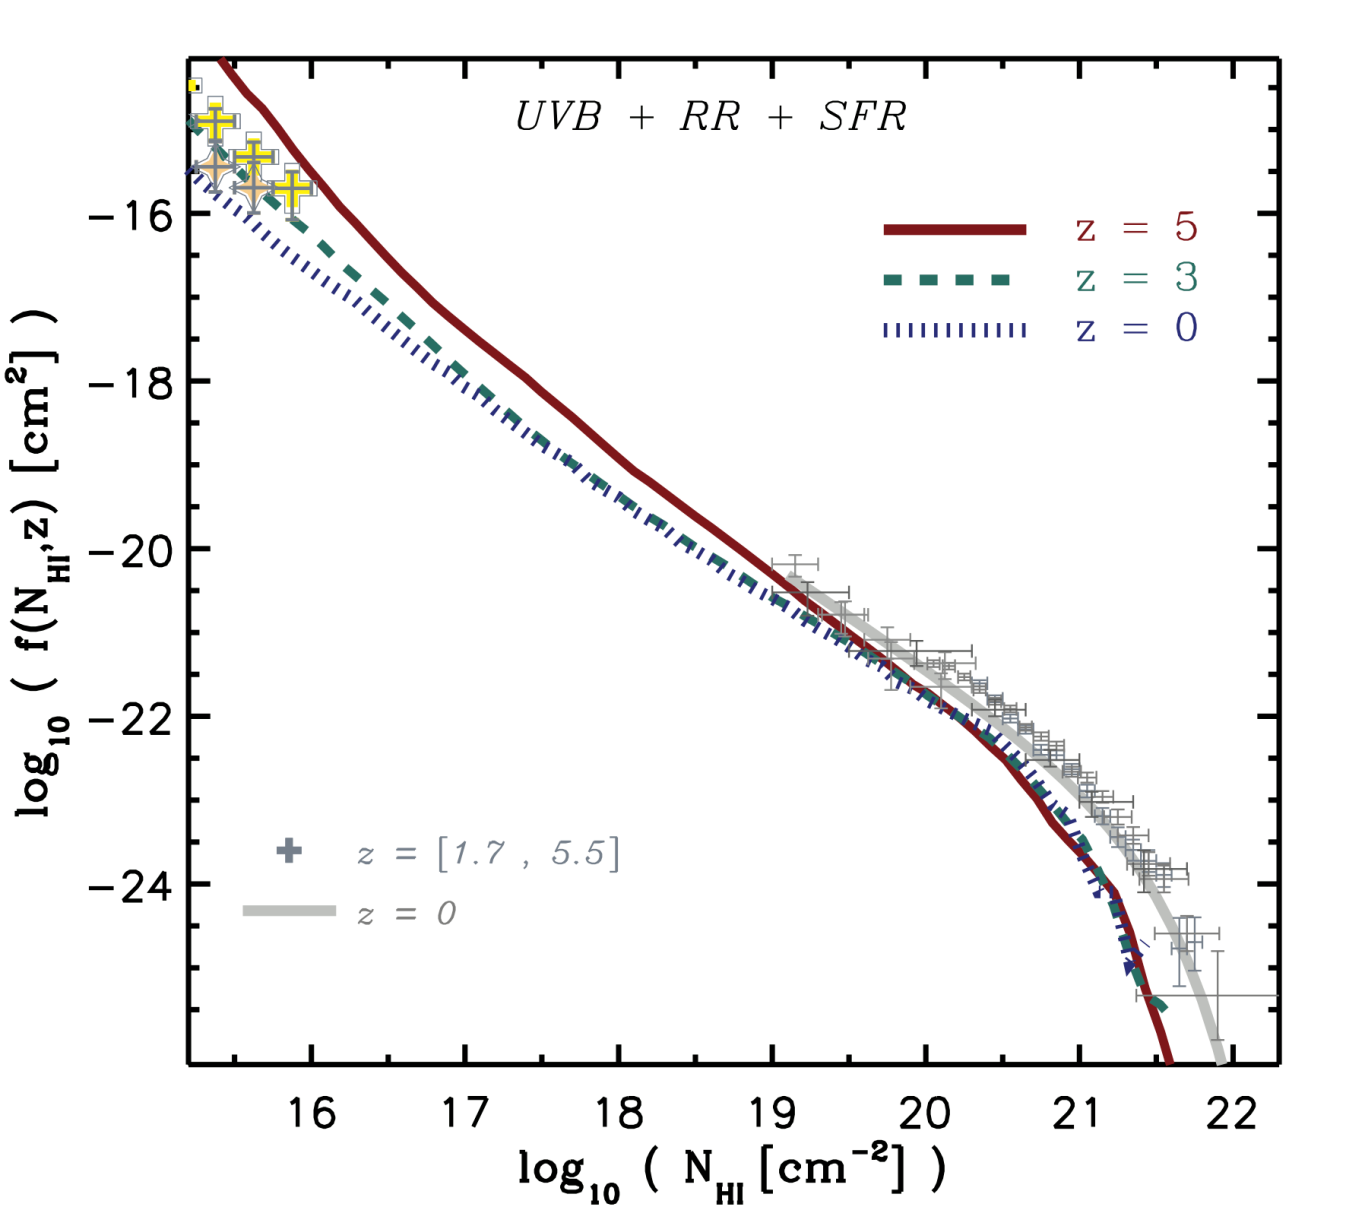 UVB + RR + SFR
z = 5
z = 3
z = 0
z = [1.7 , 5.5]
z = 0
−16
−18
−20
−22
−24
16 17 18 19 20 21 22
log10 ( f(NHI,z) [cm2] )
log10 ( NHI [cm−2] )